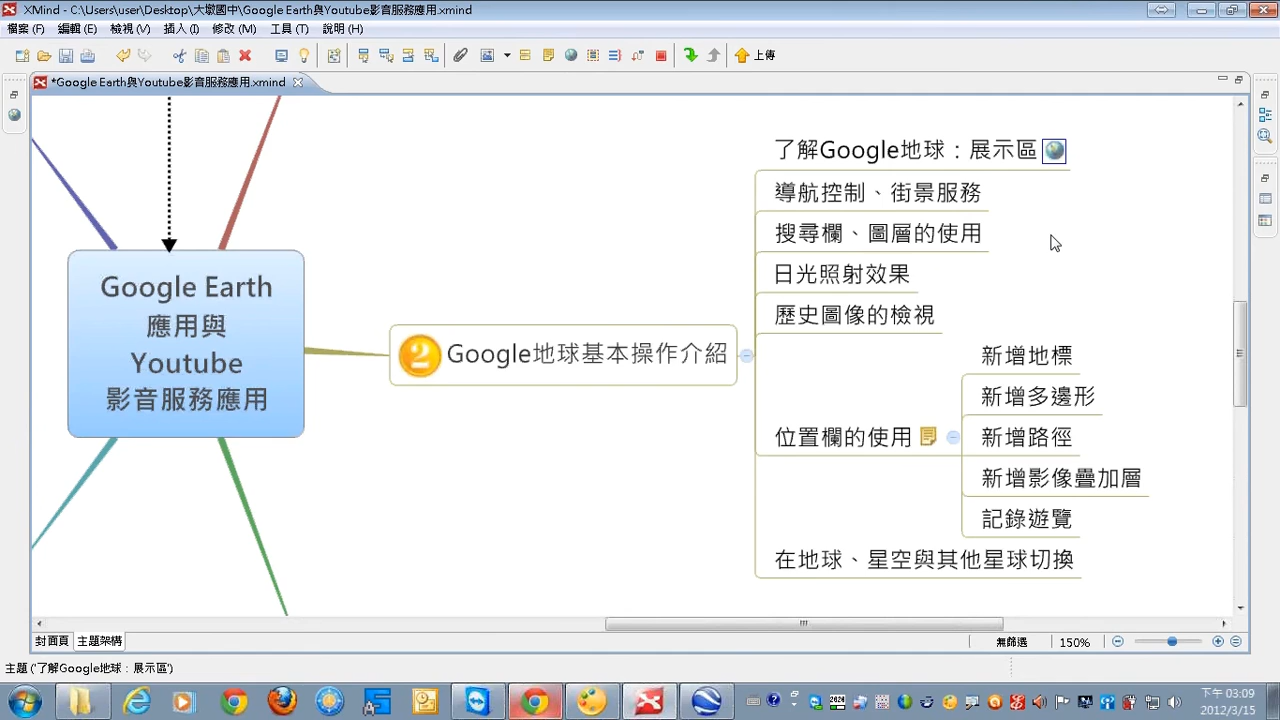 XMind - C:\Users\user\Desktop\大墩國中\Google Earth與Youtube影音服務應用.xmind
檔案 (F) 編輯 (E) 檢視 (V) 插入 (I) 修改 (M) 工具 (T) 說明 (H)
上傳
*Google Earth與Youtube影音服務應用.xmind
了解Google地球：展示區
導航控制、街景服務
搜尋欄、圖層的使用
日光照射效果
歷史圖像的檢視
Google Earth
應用與
Youtube
影音服務應用
2 Google地球基本操作介紹
新增地標
新增多邊形
位置欄的使用
新增路徑
新增影像疊加層
記錄遊覽
在地球、星空與其他星球切換
封面頁 主題架構
無篩選 150%
主題 ('了解Google地球：展示區')
下午 03:09
2012/3/15